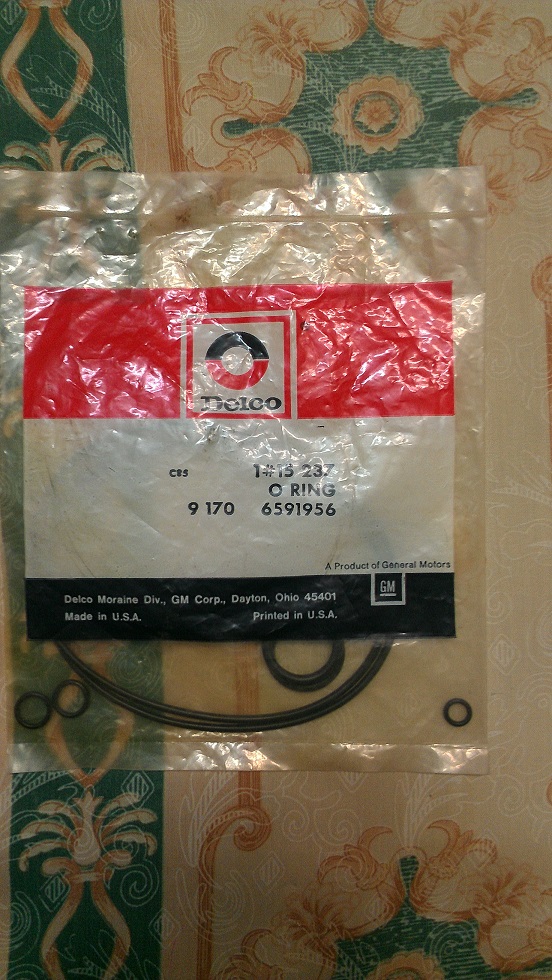 Delco
CBS 1#15 237
O RING
9 170 6591956
A Product of General Motors
GM
Delco Moraine Div., GM Corp., Dayton, Ohio 45401
Made in U.S.A. Printed in U.S.A.